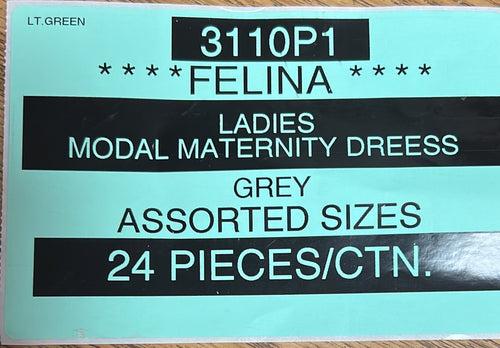 LT.GREEN
3110P1
****FELINA ****
LADIES
MODAL MATERNITY DREESS
GREY
ASSORTED SIZES
24 PIECES/CTN.